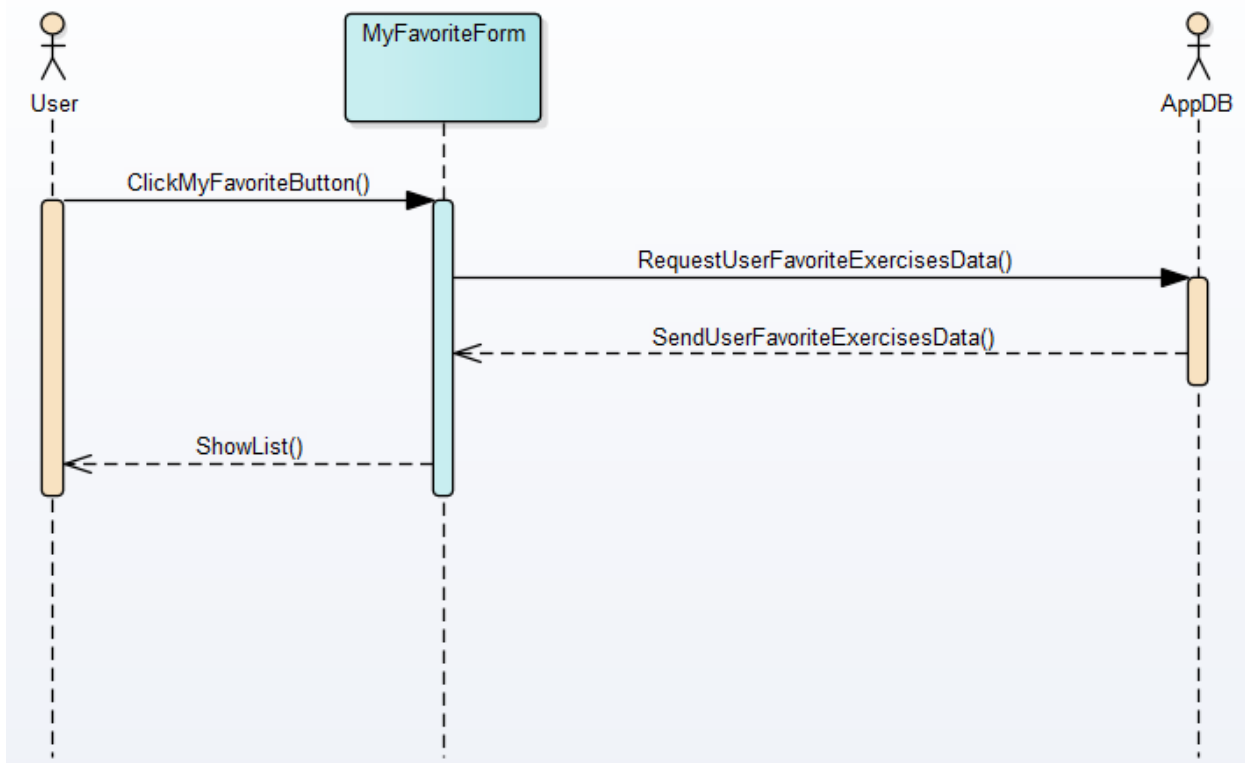 MyFavoriteForm
User
AppDB
ClickMyFavoriteButton()
RequestUserFavoriteExercisesData()
SendUserFavoriteExercisesData()
ShowList()